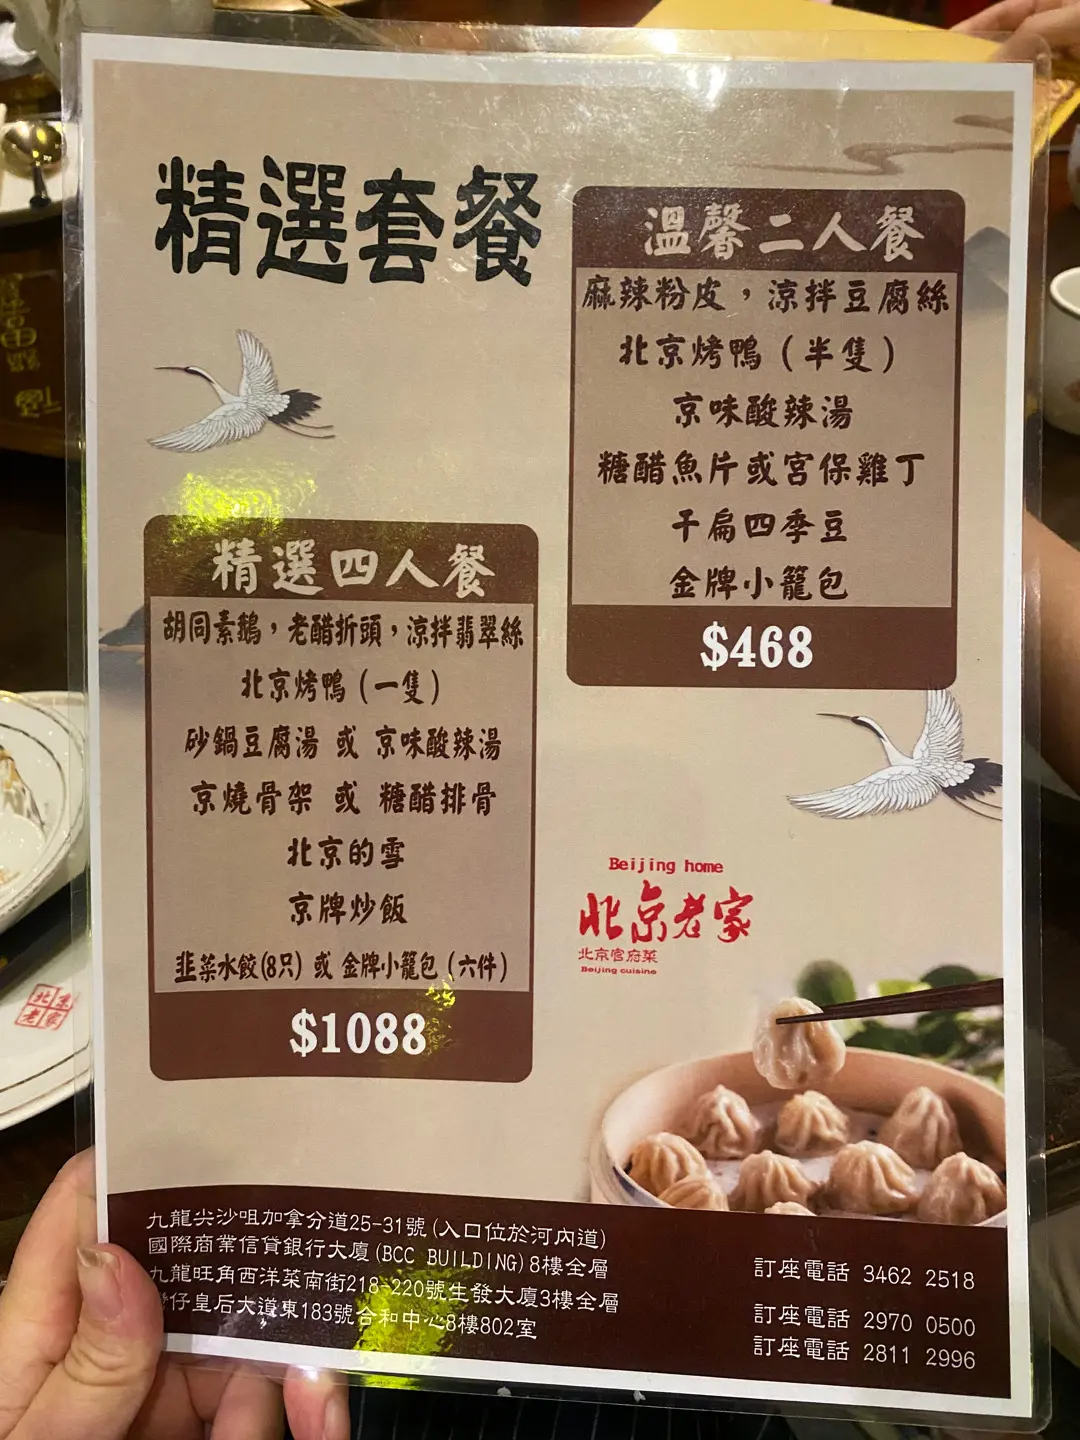 精選套餐
溫馨二人餐
麻辣粉皮，涼拌豆腐絲
北京烤鴨（半隻）
京味酸辣湯
糖醋魚片或宮保雞丁
干扁四季豆
金牌小籠包
$468
精選四人餐
胡同素鵝，老醋折頭，涼拌翡翠絲
北京烤鴨（一隻）
砂鍋豆腐湯 或 京味酸辣湯
京燒骨架 或 糖醋排骨
北京的雪
京牌炒飯
韭菜水餃(8只) 或 金牌小籠包（六件）
$1088
Beijing home
北京老家
北京官府菜
Beijing cuisine
北京
老家
九龍尖沙咀加拿分道25-31號(入口位於河內道)
國際商業信貸銀行大廈(BCC BUILDING)8樓全層
訂座電話 3462 2518
九龍旺角西洋菜南街218-220號生發大廈3樓全層
訂座電話 2970 0500
仔皇后大道東183號合和中心8樓802室
訂座電話 2811 2996